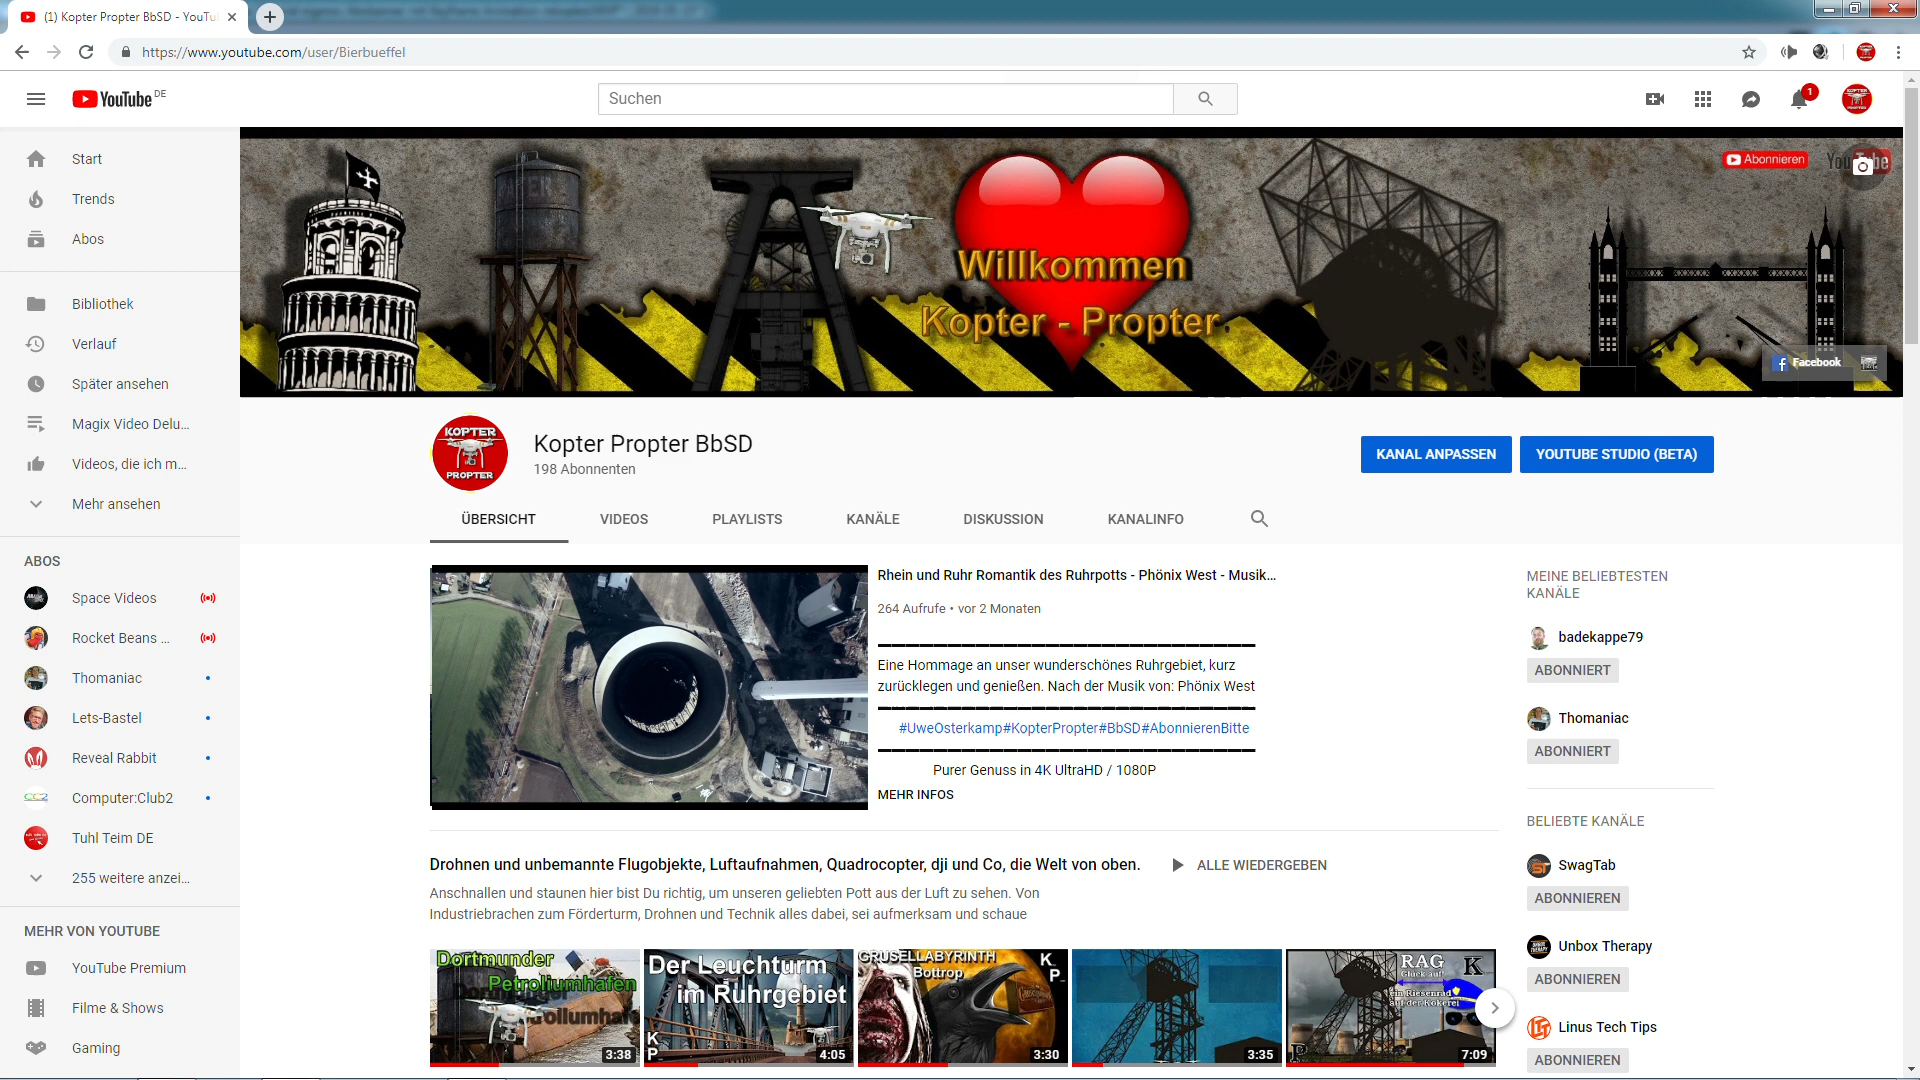 (1) Kopter Propter BbSD - YouTu
https://www.youtube.com/user/Bierbueffel
YouTube DE
Suchen
1
Start
Trends
Abos
Bibliothek
Verlauf
Später ansehen
Magix Video Delu...
Videos, die ich m...
Mehr ansehen
ABOS
Space Videos
Rocket Beans ...
Thomaniac
Lets-Bastel
Reveal Rabbit
Computer:Club2
Tuhl Teim DE
255 weitere anzei...
MEHR VON YOUTUBE
YouTube Premium
Filme & Shows
Gaming
Abonnieren
Willkommen
Kopter - Propter
Facebook
KOPTER
PROPTER
Kopter Propter BbSD
198 Abonnenten
KANAL ANPASSEN
YOUTUBE STUDIO (BETA)
ÜBERSICHT
VIDEOS
PLAYLISTS
KANÄLE
DISKUSSION
KANALINFO
Rhein und Ruhr Romantik des Ruhrpotts - Phönix West - Musik...
264 Aufrufe • vor 2 Monaten
Eine Hommage an unser wunderschönes Ruhrgebiet, kurz
zurücklegen und genießen. Nach der Musik von: Phönix West
#UweOsterkamp#KopterPropter#BbSD#AbonnierenBitte
Purer Genuss in 4K UltraHD / 1080P
MEHR INFOS
Drohnen und unbemannte Flugobjekte, Luftaufnahmen, Quadrocopter, dji und Co, die Welt von oben.
ALLE WIEDERGEBEN
Anschnallen und staunen hier bist Du richtig, um unseren geliebten Pott aus der Luft zu sehen. Von
Industriebrachen zum Förderturm, Drohnen und Technik alles dabei, sei aufmerksam und schaue
Dortmunder
Petroliumhafen
3:38
Der Leuchturm
im Ruhrgebiet
K
P
4:05
GRUSELLABYRINTH
Bottrop
K
P
3:30
3:35
RAG
Glück auf!
K
ein Riesenrad
auf der Kokerei
P
7:09
MEINE BELIEBTESTEN
KANÄLE
badekappe79
ABONNIERT
Thomaniac
ABONNIERT
BELIEBTE KANÄLE
SwagTab
ABONNIEREN
Unbox Therapy
ABONNIEREN
Linus Tech Tips
ABONNIEREN